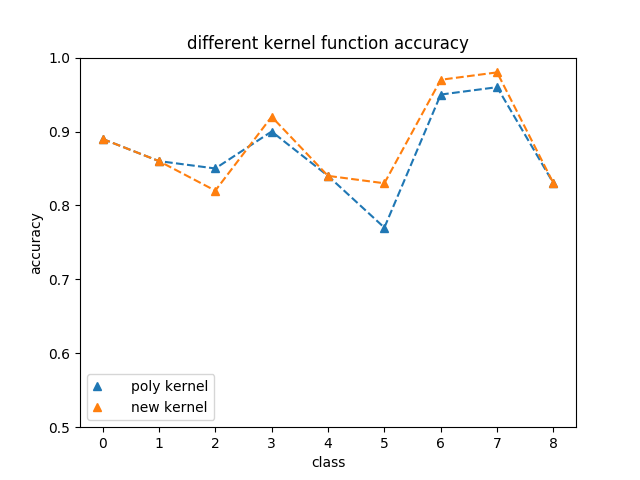 different kernel function accuracy
1.0
0.9
0.8
0.7
0.6
0.5
accuracy
poly kernel
new kernel
0 1 2 3 4 5 6 7 8
class